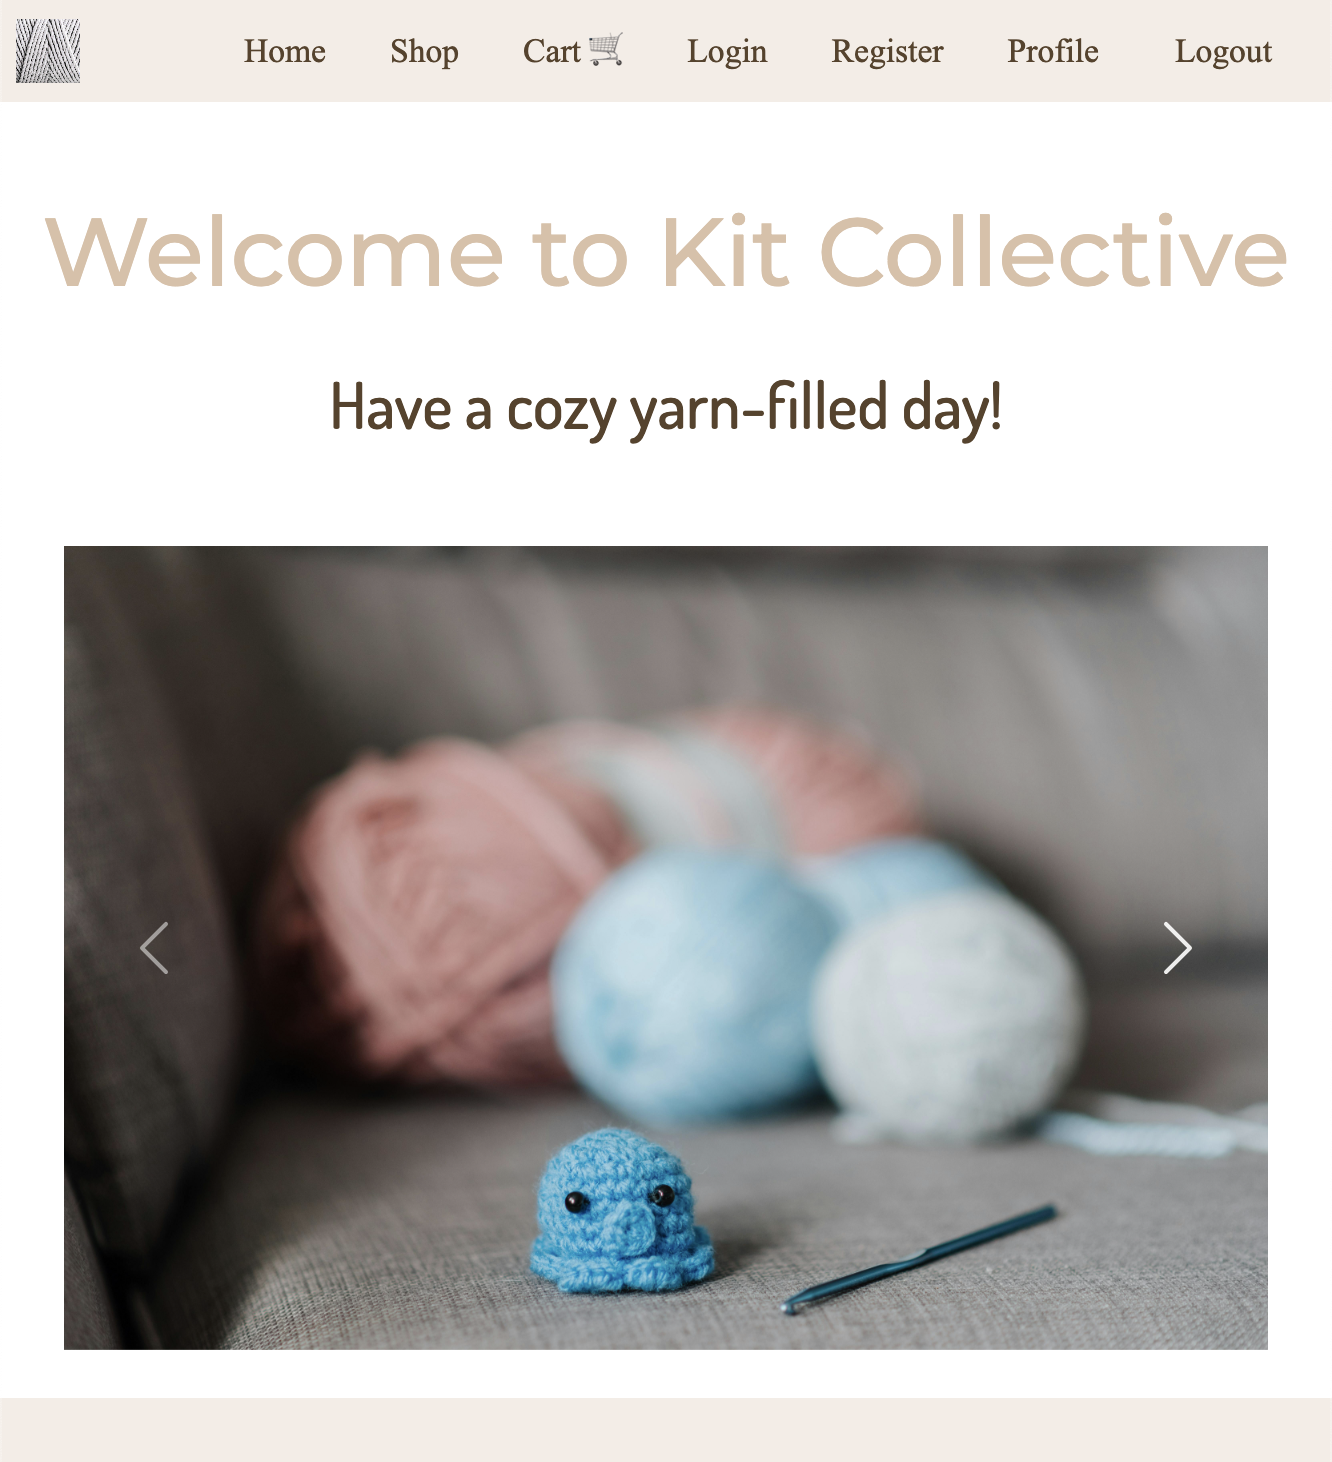 Home Shop Cart Login Register Profile Logout
Welcome to Kit Collective
Have a cozy yarn-filled day!